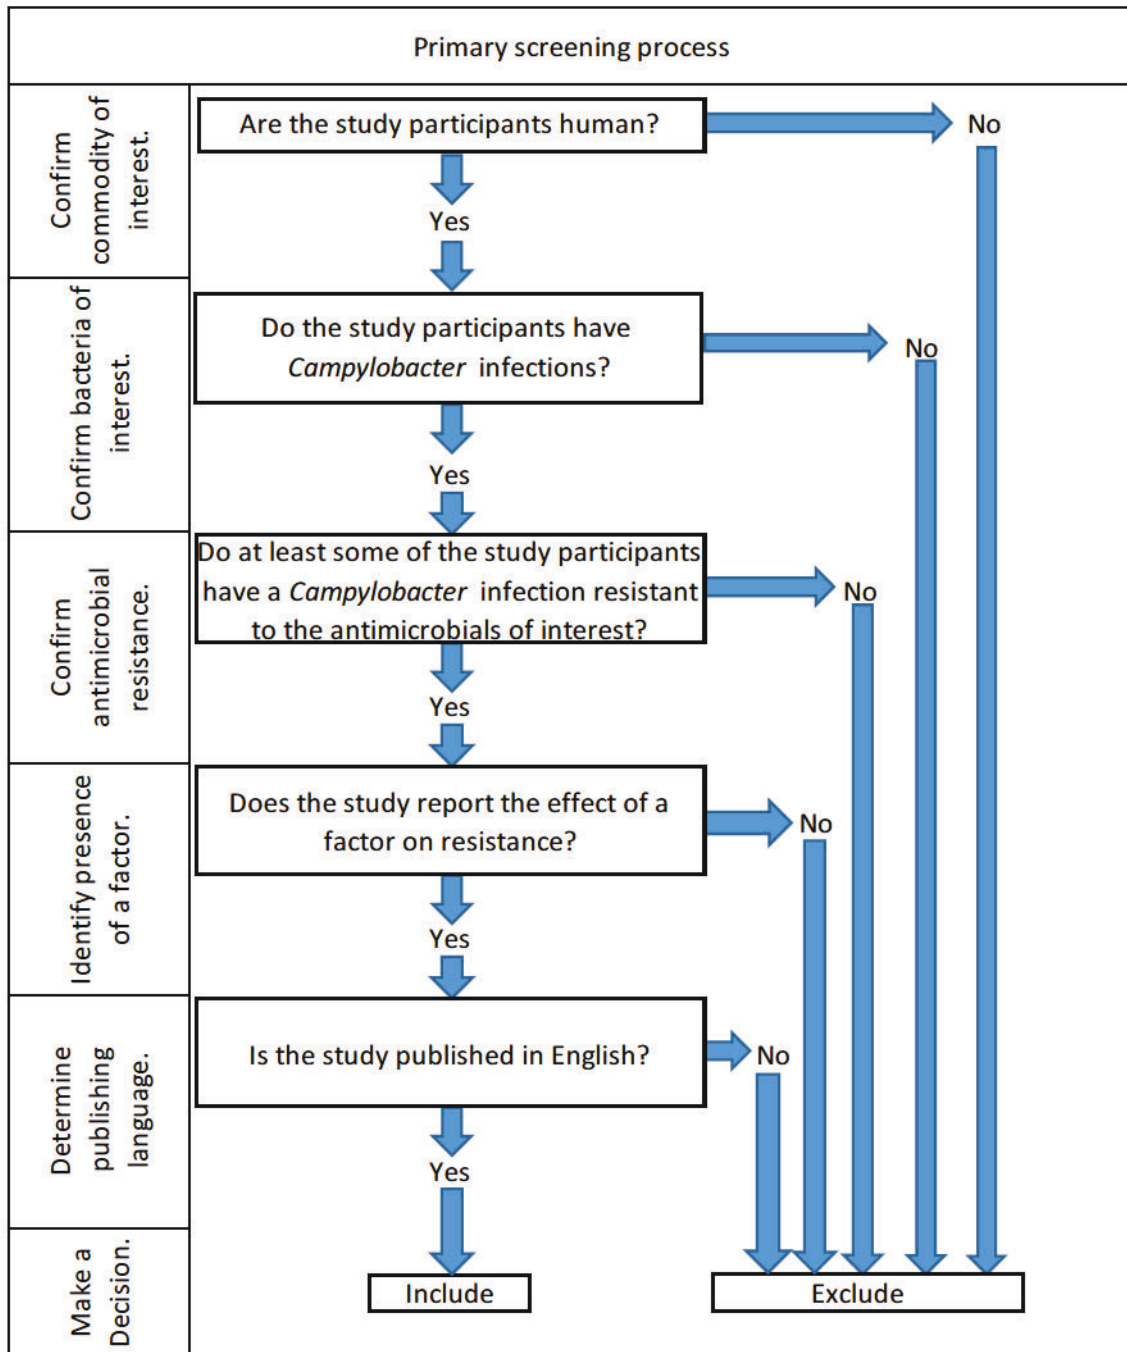 Primary screening process
Confirm
commodity of
interest.
Are the study participants human?
No
Yes
Confirm bacteria of
interest.
Do the study participants have
Campylobacter infections?
No
Yes
Confirm
antimicrobial
resistance.
Do at least some of the study participants
have a Campylobacter infection resistant
to the antimicrobials of interest?
No
Yes
Identify presence
of a factor.
Does the study report the effect of a
factor on resistance?
No
Yes
Determine
publishing
language.
Is the study published in English?
No
Yes
Make a
Decision.
Include
Exclude